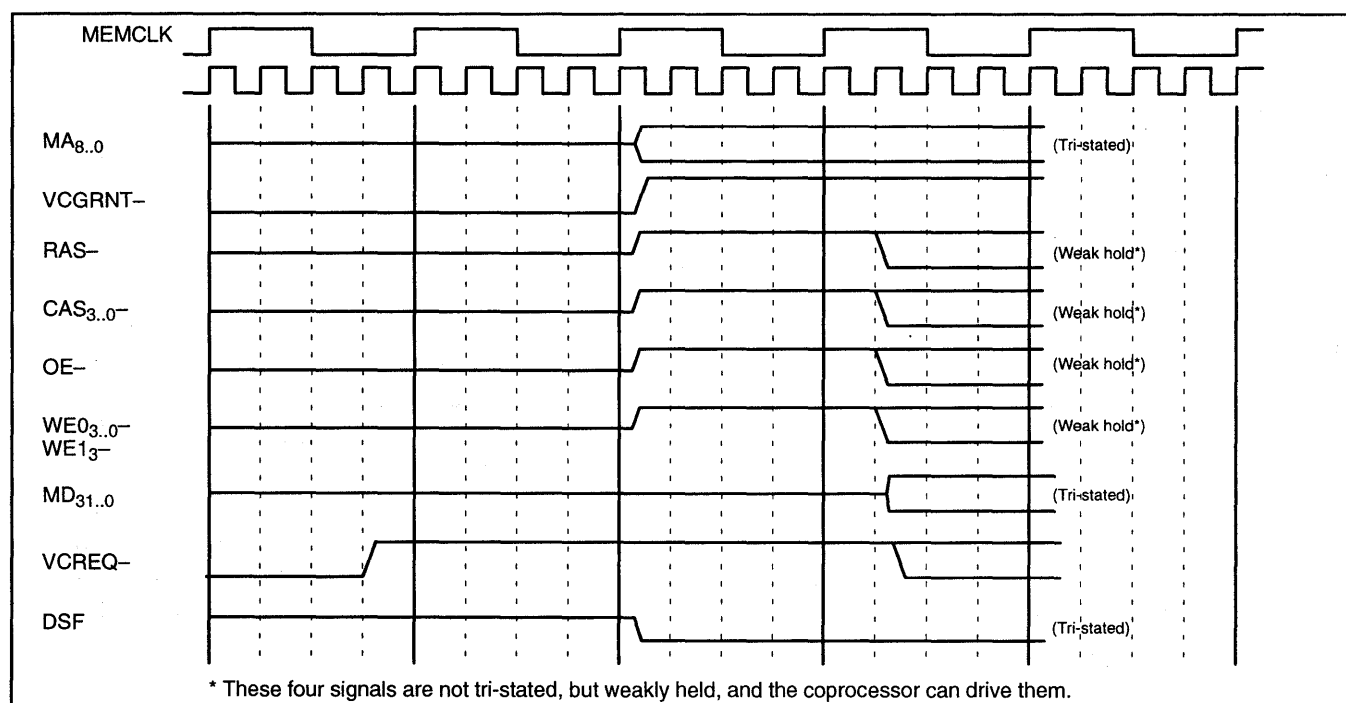 MEMCLK
MA8..0
(Tri-stated)
VCGRNT–
RAS–
(Weak hold*)
CAS3..0–
(Weak hold*)
OE–
(Weak hold*)
WE03..0–
(Weak hold*)
WE13–
MD31..0
(Tri-stated)
VCREQ–
DSF
(Tri-stated)
* These four signals are not tri-stated, but weakly held, and the coprocessor can drive them.